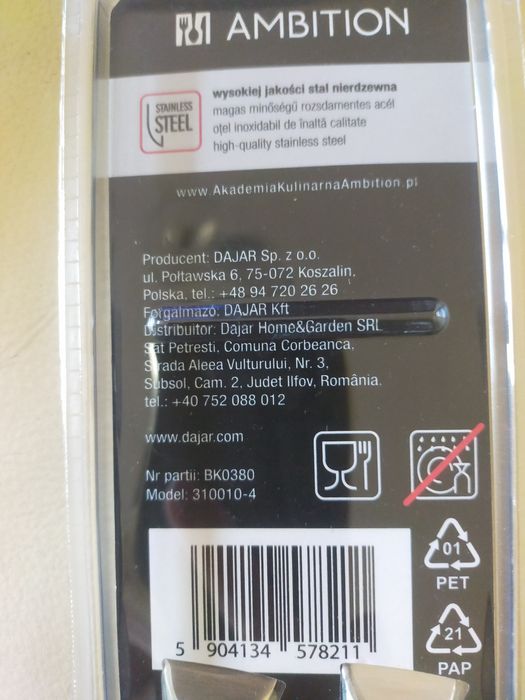 AMBITION
STAINLESS
STEEL
wysokiej jakości stal nierdzewna
magas minőségű rozsdamentes acél
oțel inoxidabil de înaltă calitate
high-quality stainless steel
www.AkademiaKulinarnaAmbition.pl
Producent: DAJAR Sp. z o.o.
ul. Połtawska 6, 75-072 Koszalin.
Polska, tel.: +48 94 720 26 26
Forgalmazó: DAJAR Kft
Distribuitor: Dajar Home&Garden SRL
Sat Petresti, Comuna Corbeanca,
Strada Aleea Vulturului, Nr. 3,
Subsol, Cam. 2, Judet Ilfov, România.
tel.: +40 752 088 012
www.dajar.com
Nr partii: BK0380
Model: 310010-4
01
PET
5 904134 578211
21
PAP